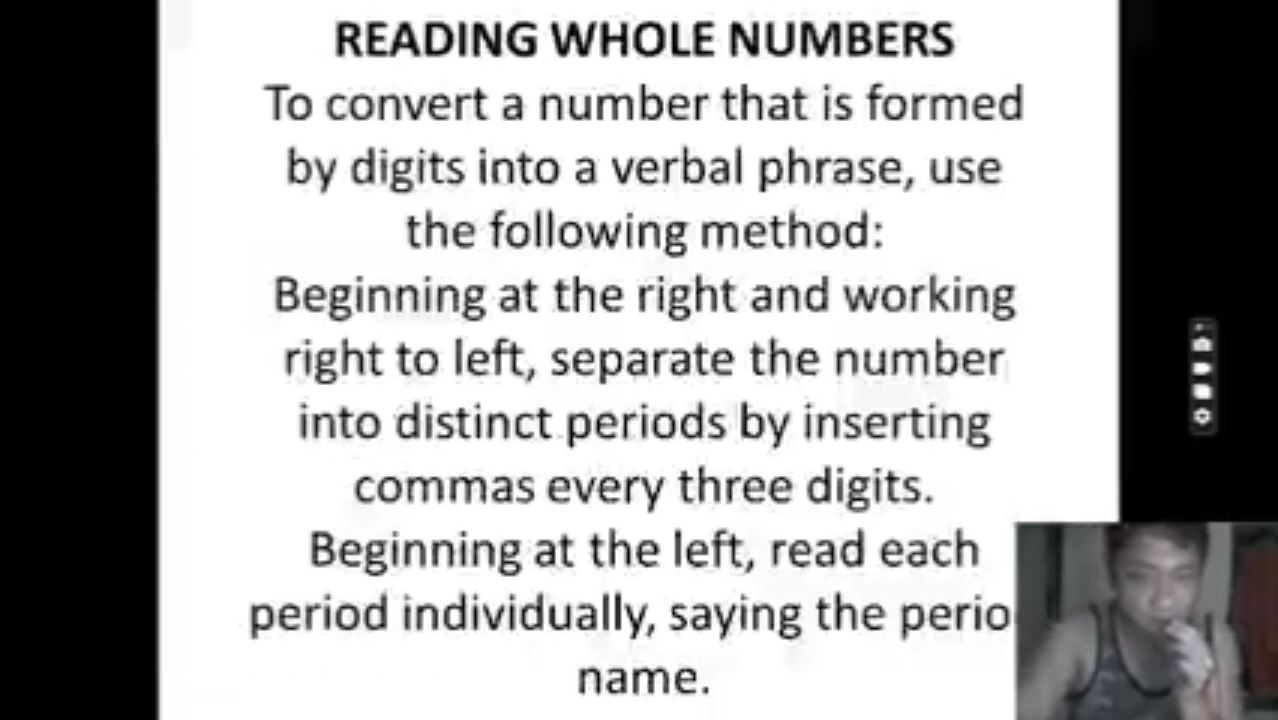 READING WHOLE NUMBERS
To convert a number that is formed
by digits into a verbal phrase, use
the following method:
Beginning at the right and working
right to left, separate the number
into distinct periods by inserting
commas every three digits.
Beginning at the left, read each
period individually, saying the perio
name.